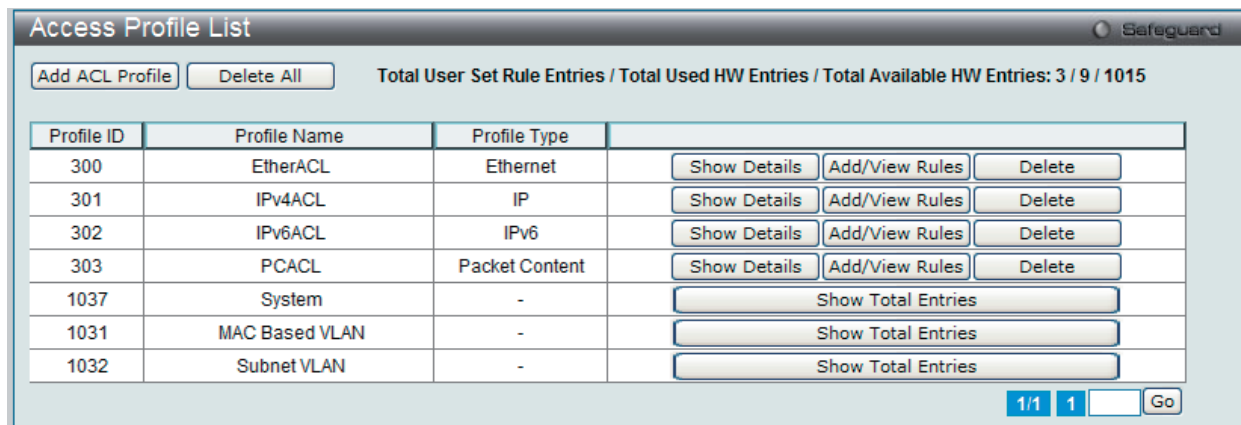 Access Profile List Safeguard
Add ACL Profile Delete All Total User Set Rule Entries / Total Used HW Entries / Total Available HW Entries: 3 / 9 / 1015
Profile ID Profile Name Profile Type
300 EtherACL Ethernet Show Details Add/View Rules Delete
301 IPv4ACL IP Show Details Add/View Rules Delete
302 IPv6ACL IPv6 Show Details Add/View Rules Delete
303 PCACL Packet Content Show Details Add/View Rules Delete
1037 System - Show Total Entries
1031 MAC Based VLAN - Show Total Entries
1032 Subnet VLAN - Show Total Entries
1/1 1 Go